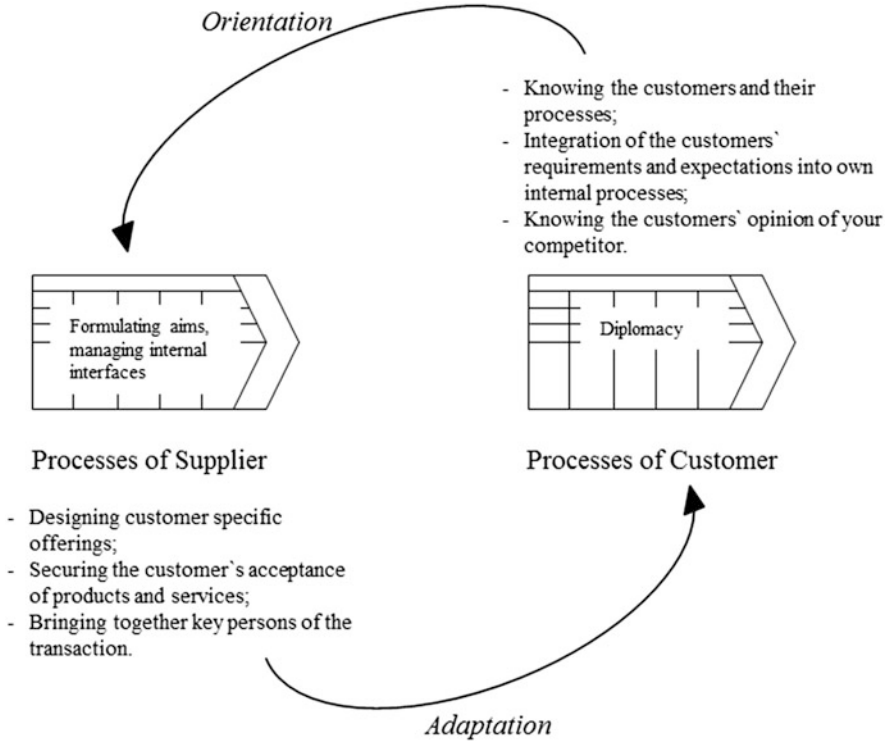 Orientation
- Knowing the customers and their
processes;
- Integration of the customers`
requirements and expectations into own
internal processes;
- Knowing the customers` opinion of your
competitor.
Formulating aims,
managing internal
interfaces
Diplomacy
Processes of Supplier
Processes of Customer
- Designing customer specific
offerings;
- Securing the customer`s acceptance
of products and services;
- Bringing together key persons of the
transaction.
Adaptation